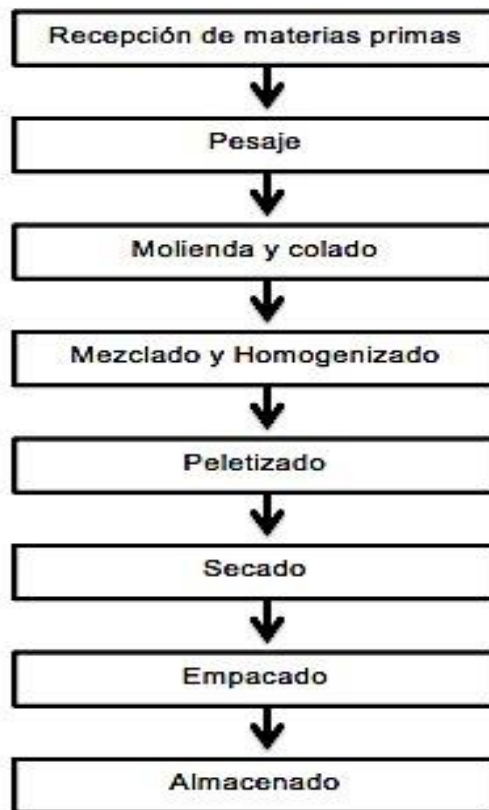 Recepción de materias primas
Pesaje
Molienda y colado
Mezclado y Homogenizado
Peletizado
Secado
Empacado
Almacenado